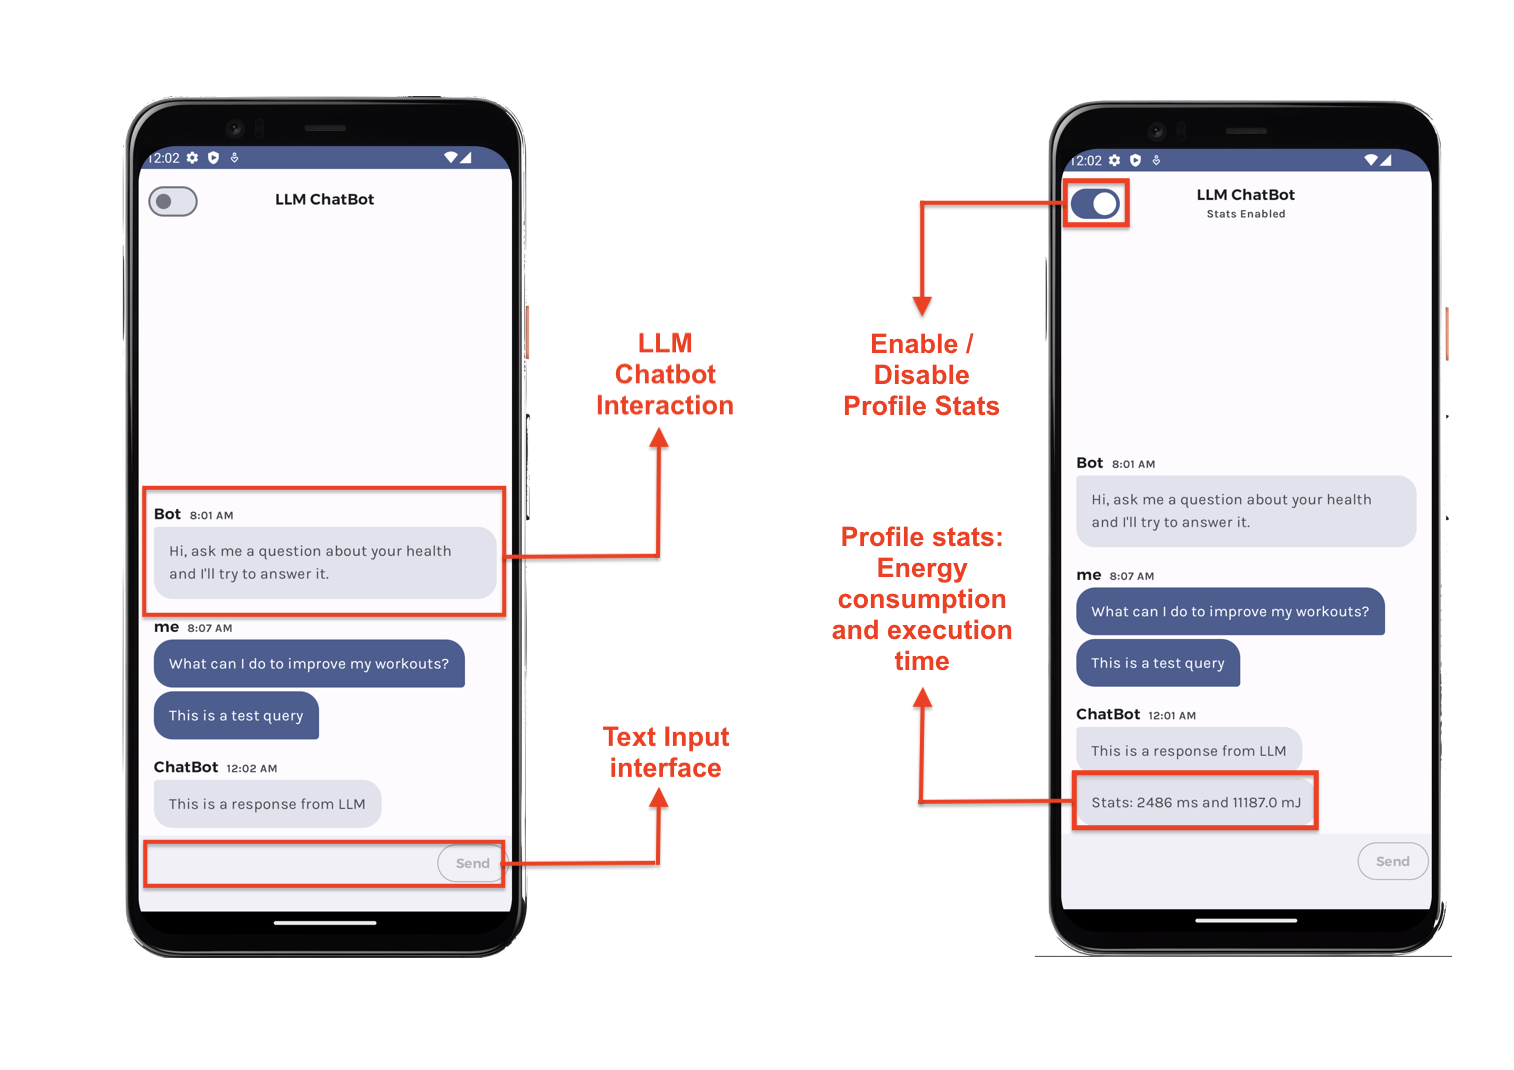 12:02
LLM ChatBot
Bot 8:01 AM
Hi, ask me a question about your health
and I'll try to answer it.
me 8:07 AM
What can I do to improve my workouts?
This is a test query
ChatBot 12:02 AM
This is a response from LLM
Send
LLM
Chatbot
Interaction
Text Input
interface
Enable /
Disable
Profile Stats
Profile stats:
Energy
consumption
and execution
time
12:02
LLM ChatBot
Stats Enabled
Bot 8:01 AM
Hi, ask me a question about your health
and I'll try to answer it.
me 8:07 AM
What can I do to improve my workouts?
This is a test query
ChatBot 12:01 AM
This is a response from LLM
Stats: 2486 ms and 11187.0 mJ
Send